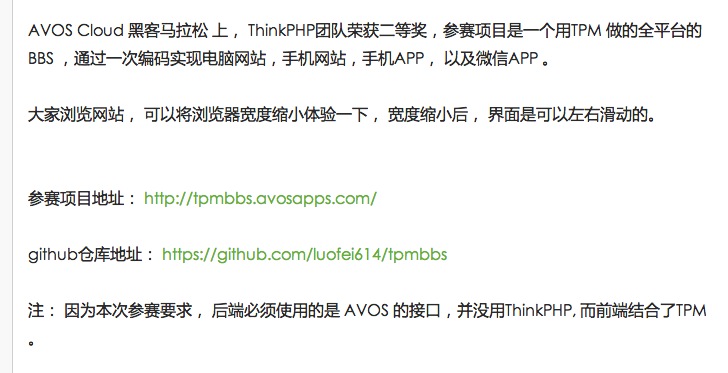 AVOS Cloud 黑客马拉松 上， ThinkPHP团队荣获二等奖，参赛项目是一个用TPM 做的全平台的
BBS ，通过一次编码实现电脑网站，手机网站，手机APP， 以及微信APP 。
大家浏览网站， 可以将浏览器宽度缩小体验一下， 宽度缩小后， 界面是可以左右滑动的。
参赛项目地址： http://tpmbbs.avosapps.com/
github仓库地址： https://github.com/luofei614/tpmbbs
注： 因为本次参赛要求， 后端必须使用的是 AVOS 的接口，并没用ThinkPHP, 而前端结合了TPM
。